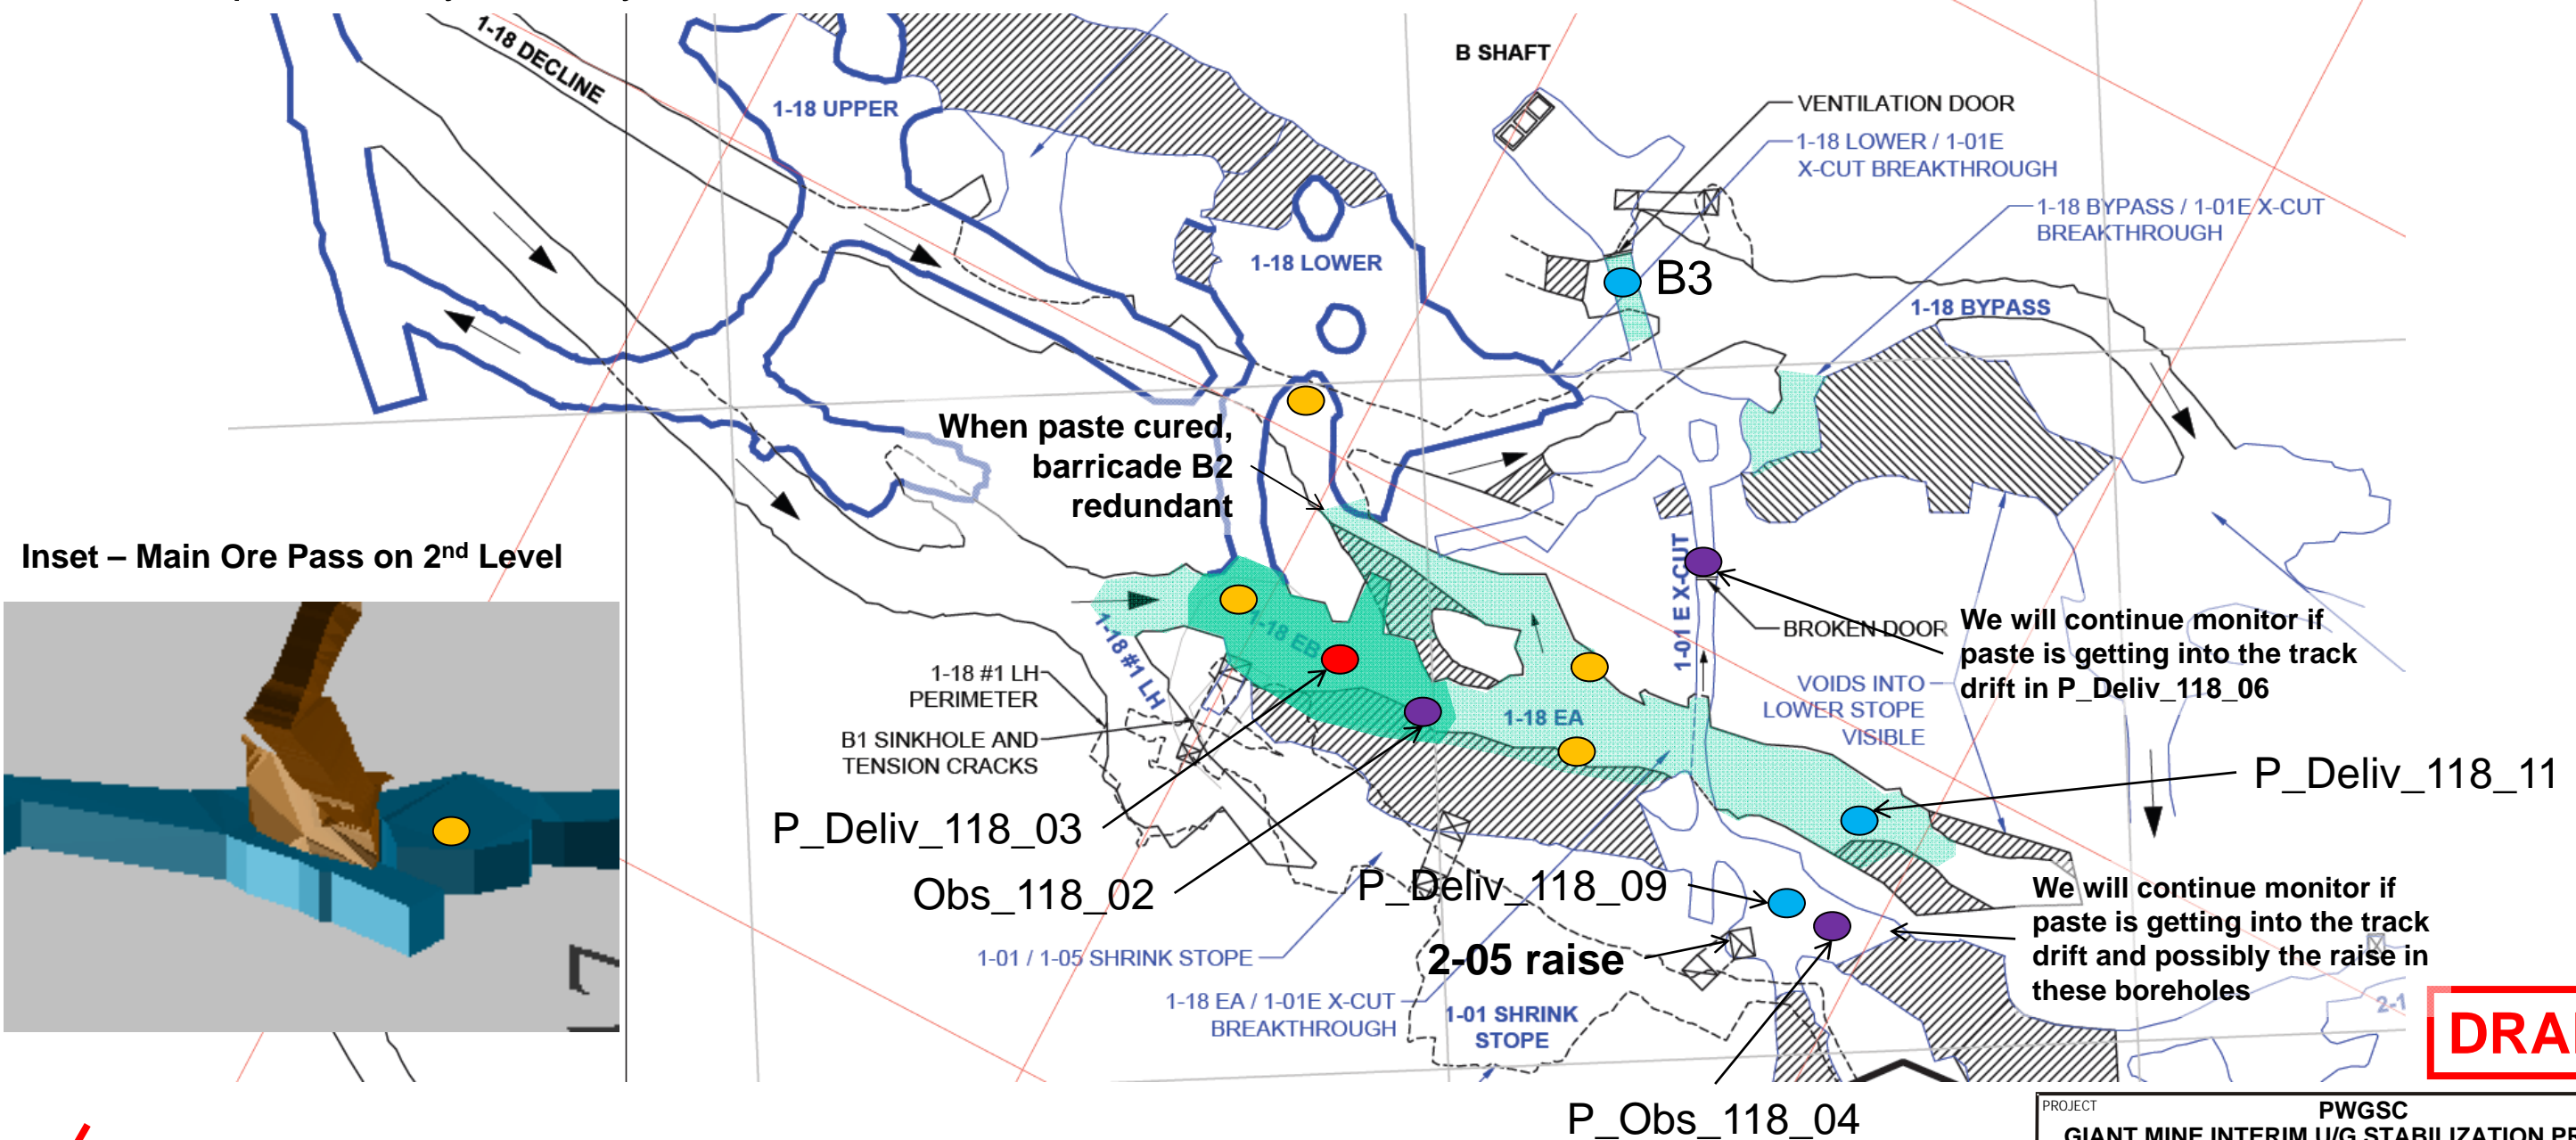 1-18 DECLINE
B SHAFT
1-18 UPPER
VENTILATION DOOR
1-18 LOWER / 1-01E
X-CUT BREAKTHROUGH
1-18 BYPASS / 1-01E X-CUT
BREAKTHROUGH
1-18 LOWER
B3
1-18 BYPASS
When paste cured,
barricade B2
redundant
Inset – Main Ore Pass on 2nd Level
1-01 E X-CUT
1-18 EB
1-18 #1 LH
BROKEN DOOR
We will continue monitor if
paste is getting into the track
drift in P_Deliv_118_06
1-18 #1 LH
PERIMETER
VOIDS INTO
LOWER STOPE
VISIBLE
1-18 EA
B1 SINKHOLE AND
TENSION CRACKS
P_Deliv_118_11
P_Deliv_118_03
Obs_118_02
P_Deliv_118_09
We will continue monitor if
paste is getting into the track
drift and possibly the raise in
these boreholes
1-01 / 1-05 SHRINK STOPE
2-05 raise
1-18 EA / 1-01E X-CUT
BREAKTHROUGH
1-01 SHRINK
STOPE
2-1
DRA
P_Obs_118_04
PROJECT
PWGSC
GIANT MINE INTERIM U/G STABILIZATION PR